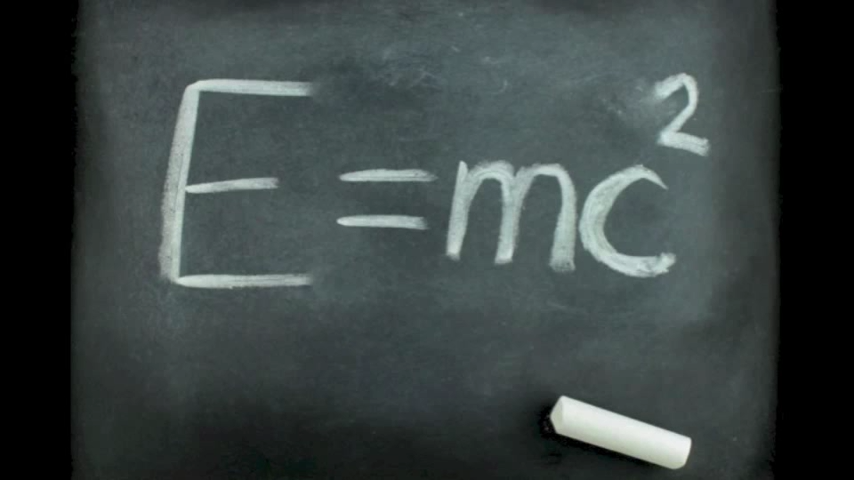 E = mc²